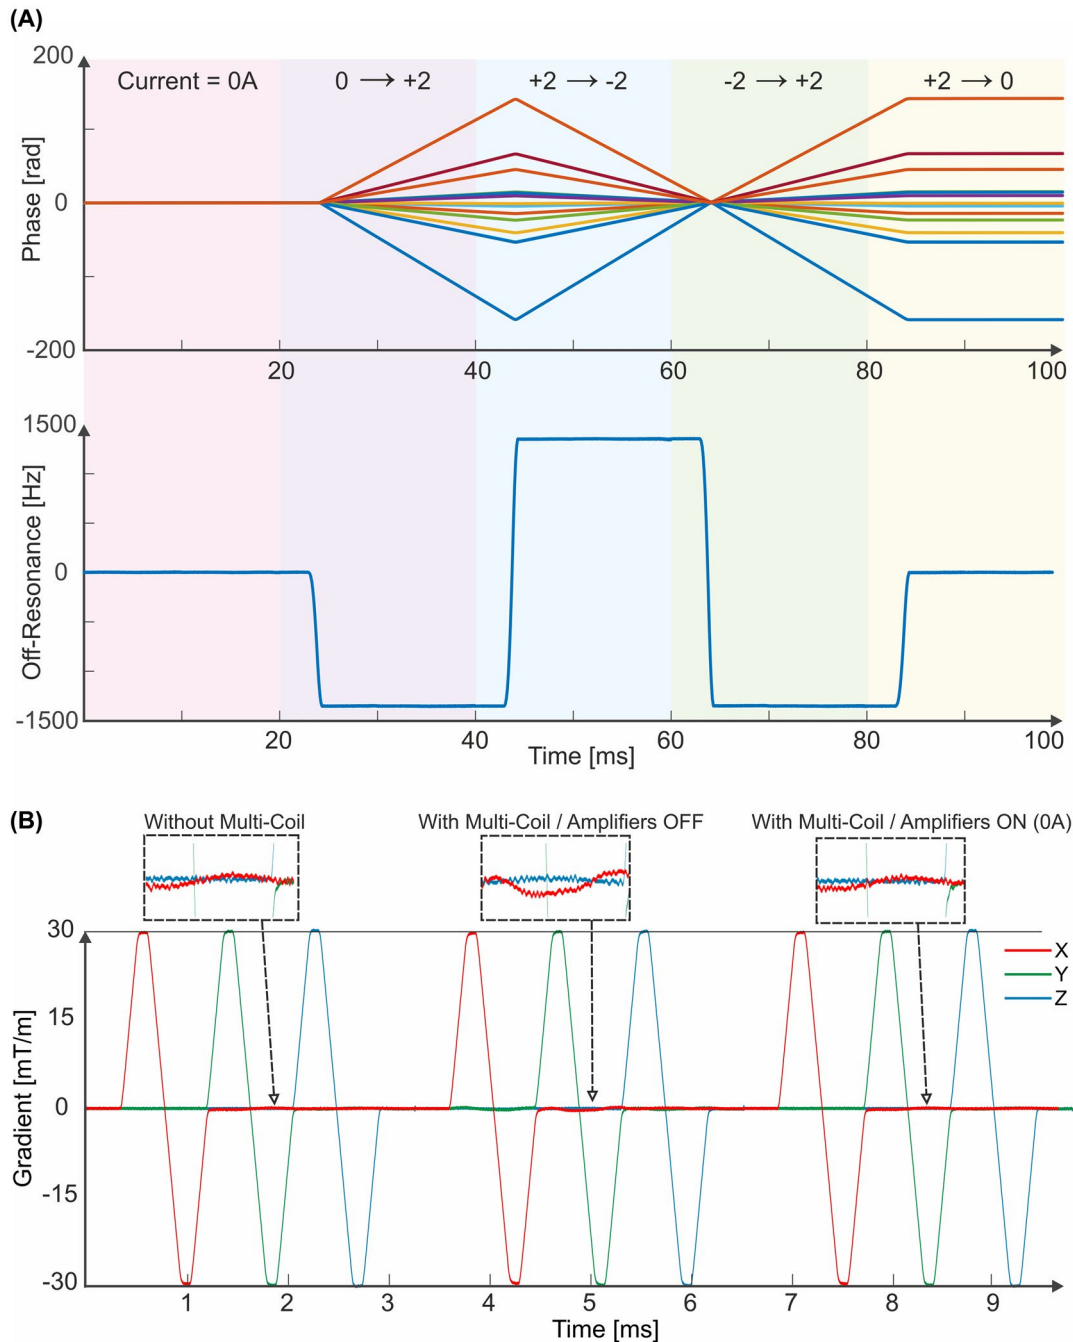 (A)
200
0
-200
Phase [rad]
Current = 0A
0 → +2
+2 → -2
-2 → +2
+2 → 0
20
40
60
80
100
1500
0
-1500
Off-Resonance [Hz]
20
40
60
80
100
Time [ms]
(B)
Without Multi-Coil
With Multi-Coil / Amplifiers OFF
With Multi-Coil / Amplifiers ON (0A)
30
15
0
-15
-30
Gradient [mT/m]
X
Y
Z
1
2
3
4
5
6
7
8
9
Time [ms]